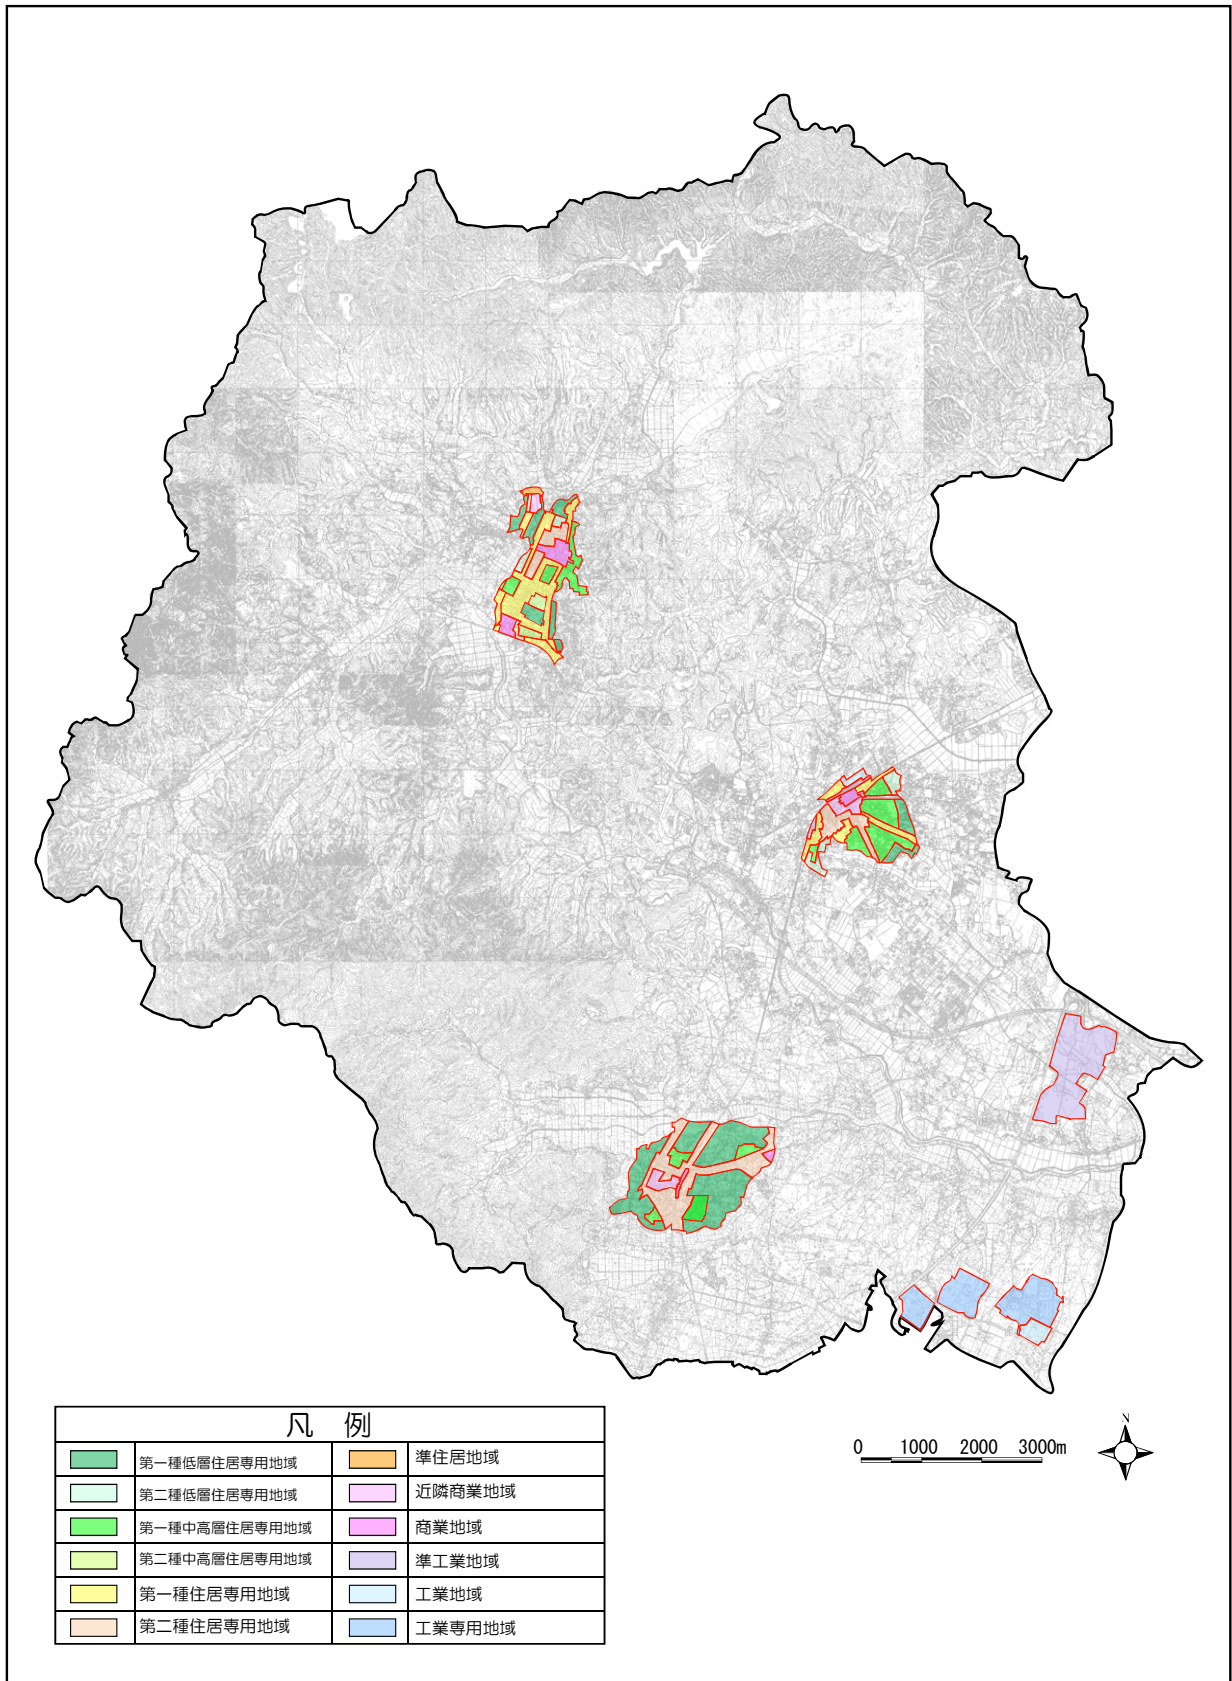 凡 例
第一種低層住居専用地域
準住居地域
第二種低層住居専用地域
近隣商業地域
第一種中高層住居専用地域
商業地域
第二種中高層住居専用地域
準工業地域
第一種住居専用地域
工業地域
第二種住居専用地域
工業専用地域
0 1000 2000 3000m
N